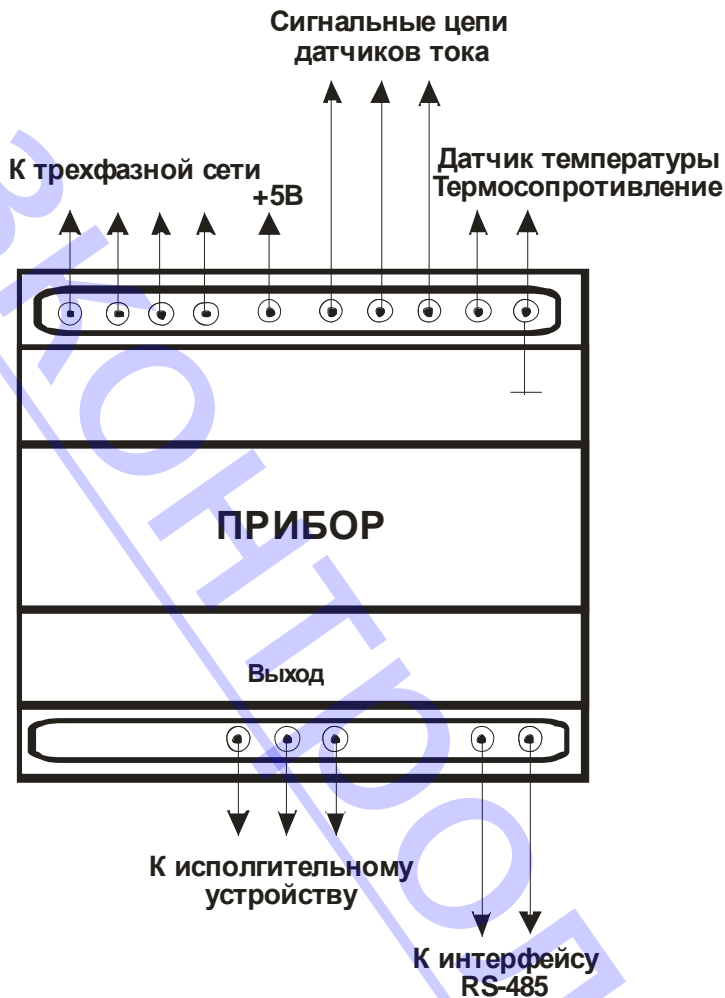 Сигнальные цепи
датчиков тока
К трехфазной сети
+5В
Датчик температуры
Термосопротивление
ПРИБОР
Выход
К исполгительному
устройству
К интерфейсу
RS-485